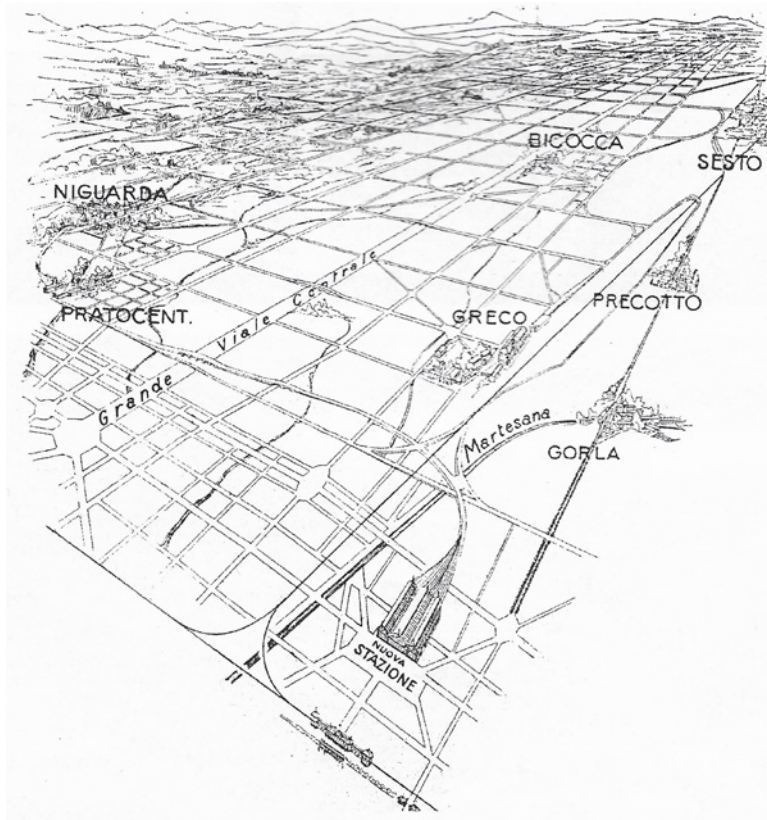 BICOCCA
SESTO
NIGUARDA
PRECOTTO
PRATOCENT.
GRECO
Grande Viale Centrale
Martesana
GORLA
NUOVA
STAZIONE